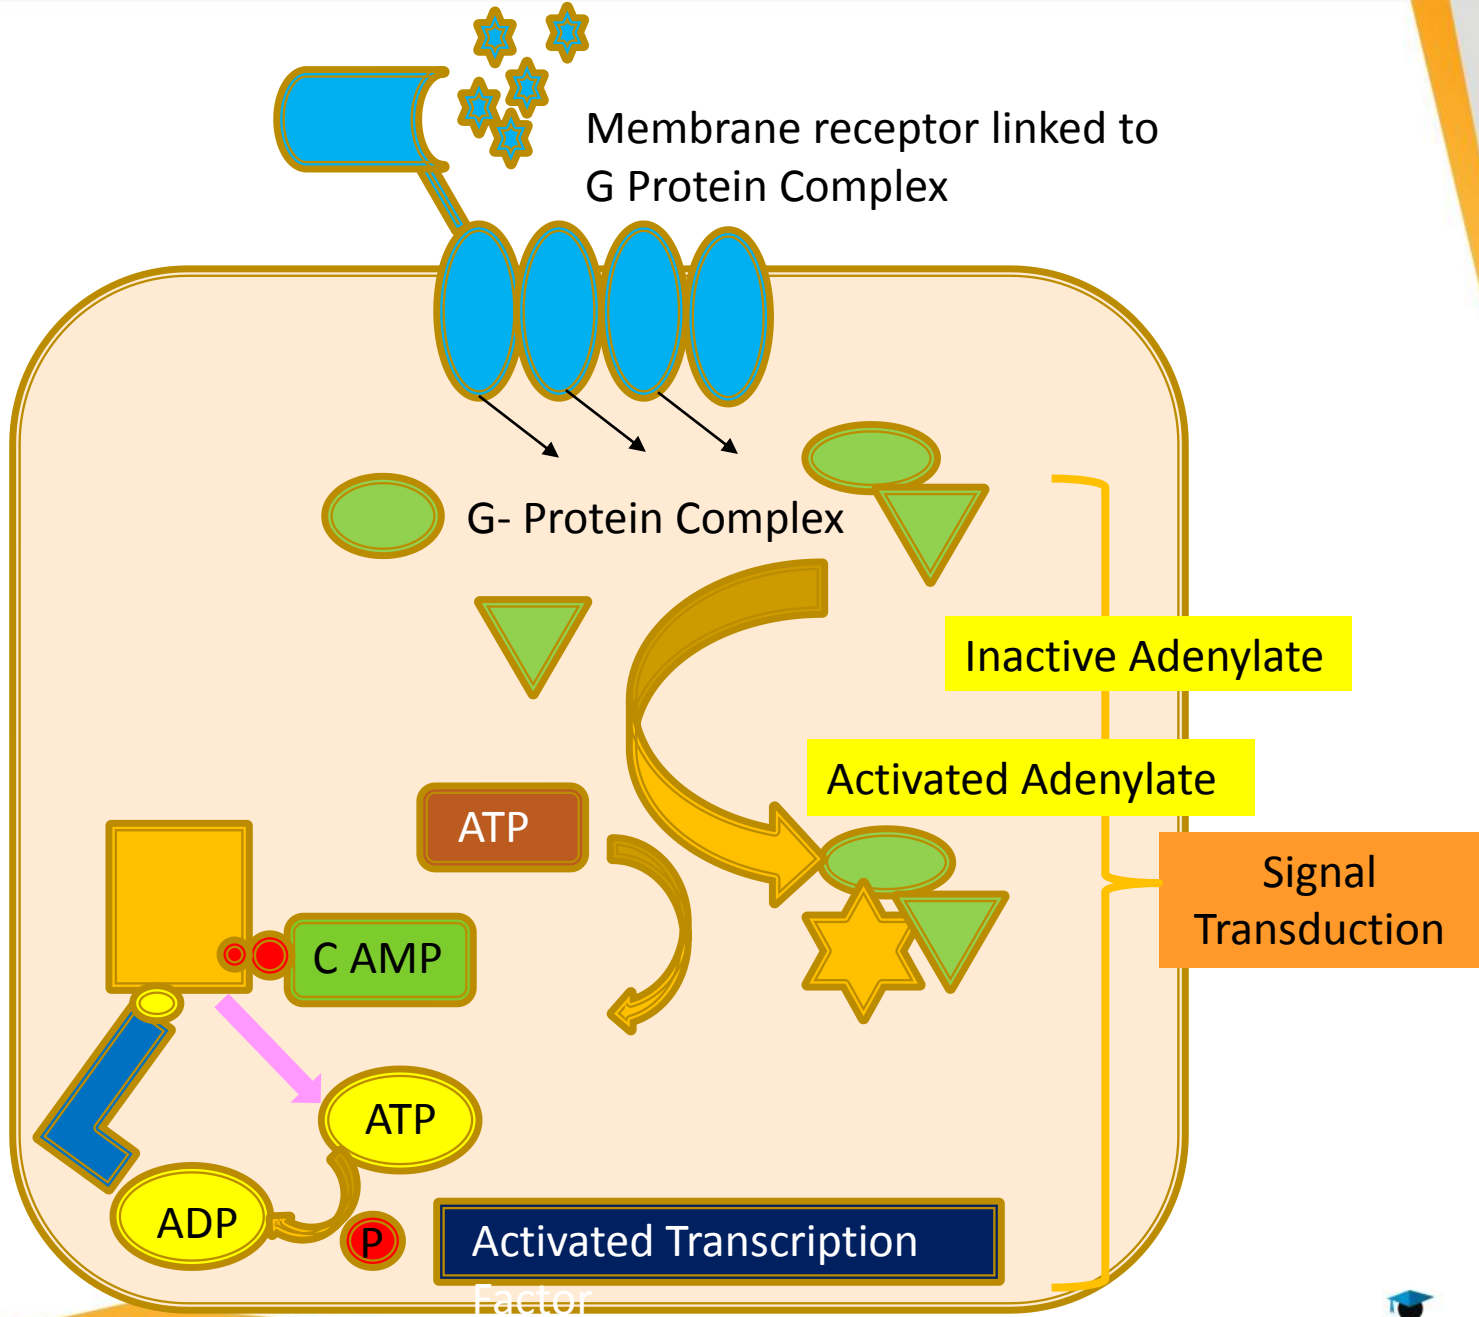 Membrane receptor linked to
G Protein Complex
G- Protein Complex
Inactive Adenylate
Activated Adenylate
ATP
Signal
Transduction
C AMP
ATP
ADP
P
Activated Transcription
Factor